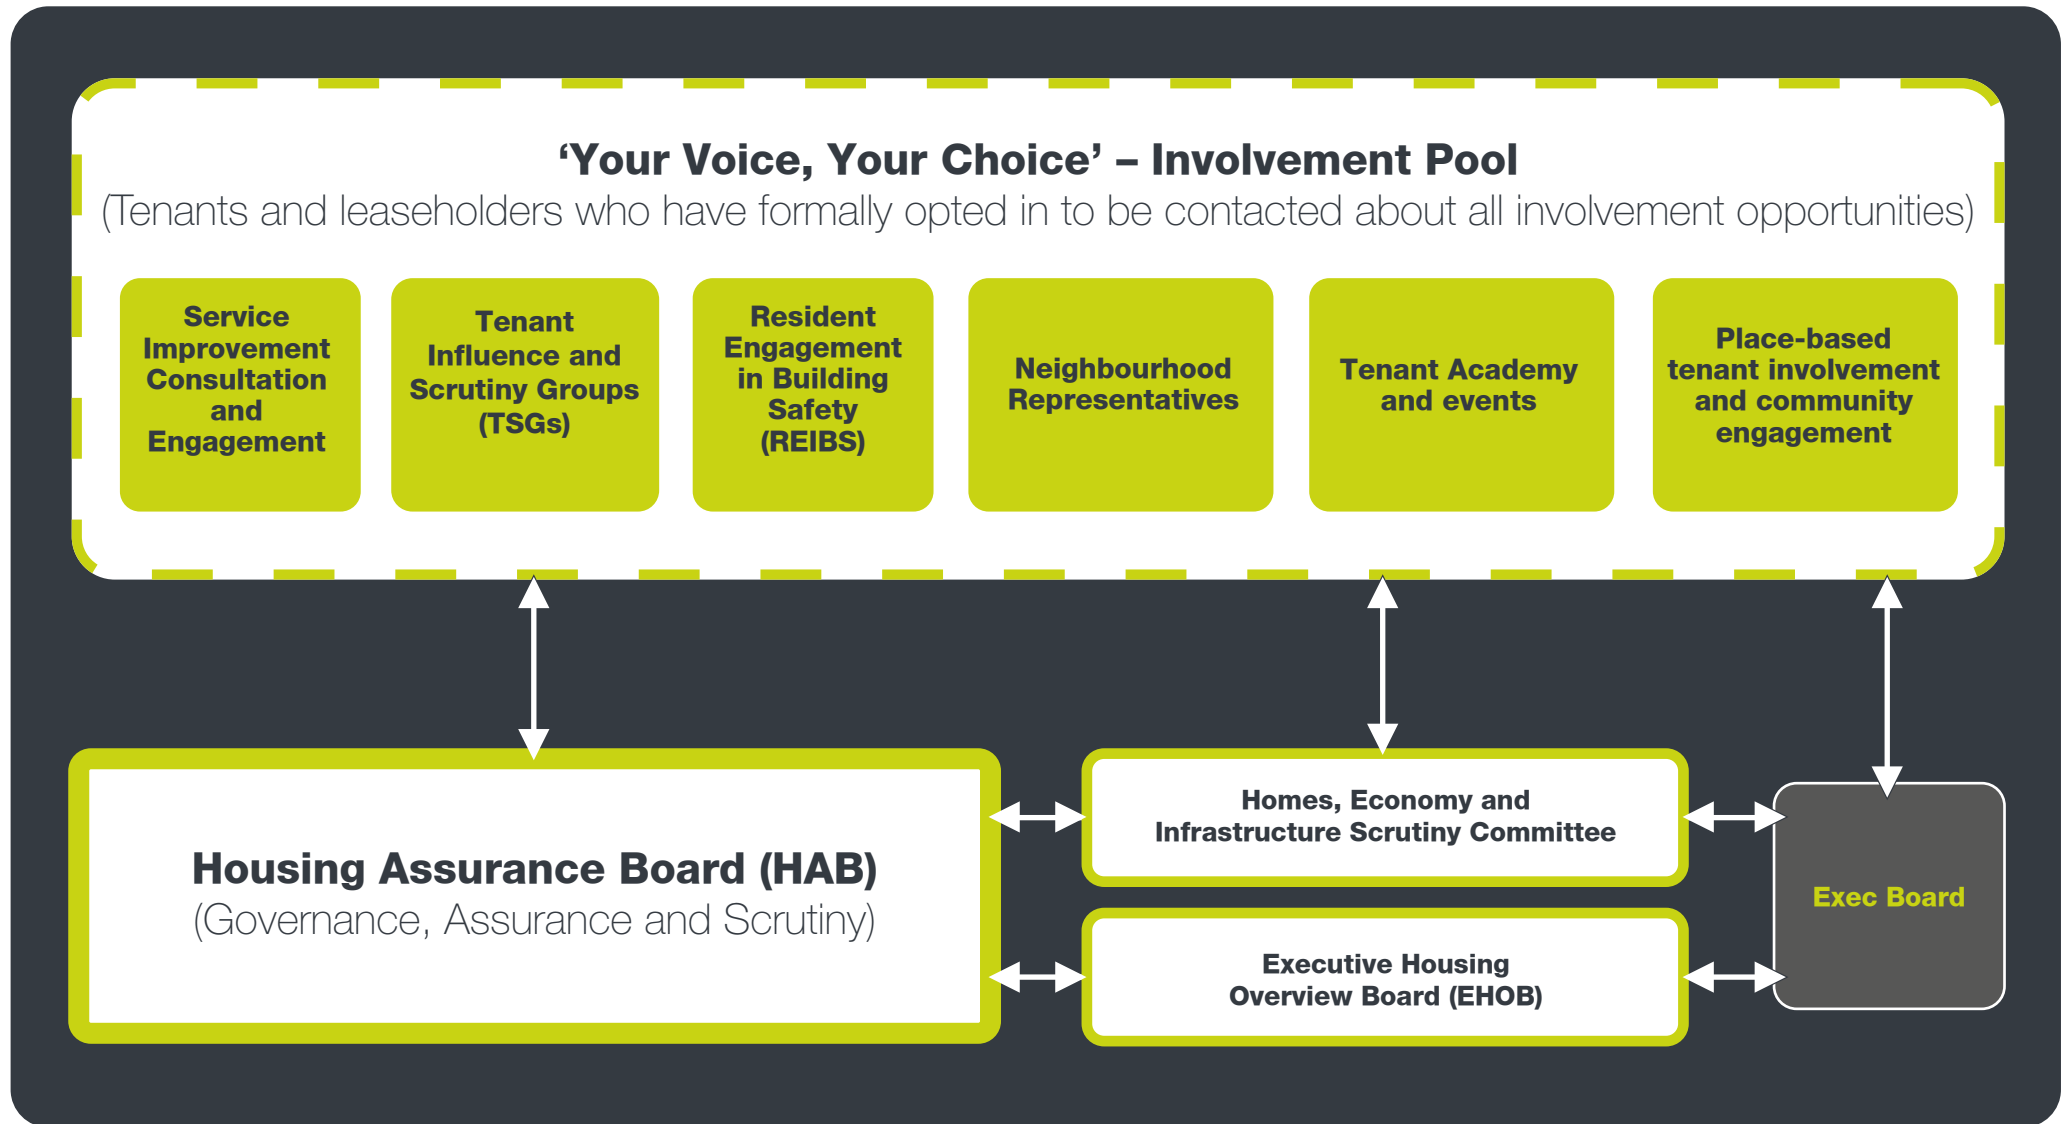 ‘Your Voice, Your Choice’ – Involvement Pool
(Tenants and leaseholders who have formally opted in to be contacted about all involvement opportunities)
Service
Improvement
Consultation
and
Engagement
Tenant
Influence and
Scrutiny Groups
(TSGs)
Resident
Engagement
in Building
Safety
(REIBS)
Neighbourhood
Representatives
Tenant Academy
and events
Place-based
tenant involvement
and community
engagement
Housing Assurance Board (HAB)
(Governance, Assurance and Scrutiny)
Homes, Economy and
Infrastructure Scrutiny Committee
Executive Housing
Overview Board (EHOB)
Exec Board